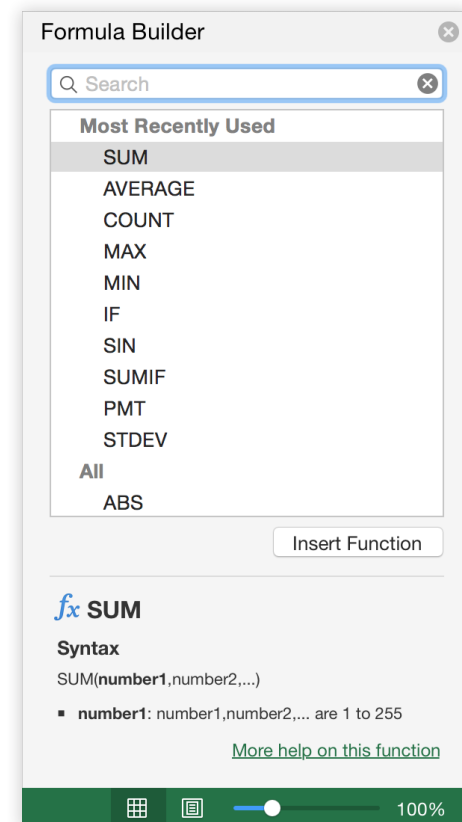 Formula Builder
Search
Most Recently Used
SUM
AVERAGE
COUNT
MAX
MIN
IF
SIN
SUMIF
PMT
STDEV
All
ABS
Insert Function
fx SUM
Syntax
SUM(number1,number2,...)
▪ number1: number1,number2,... are 1 to 255
More help on this function
100%